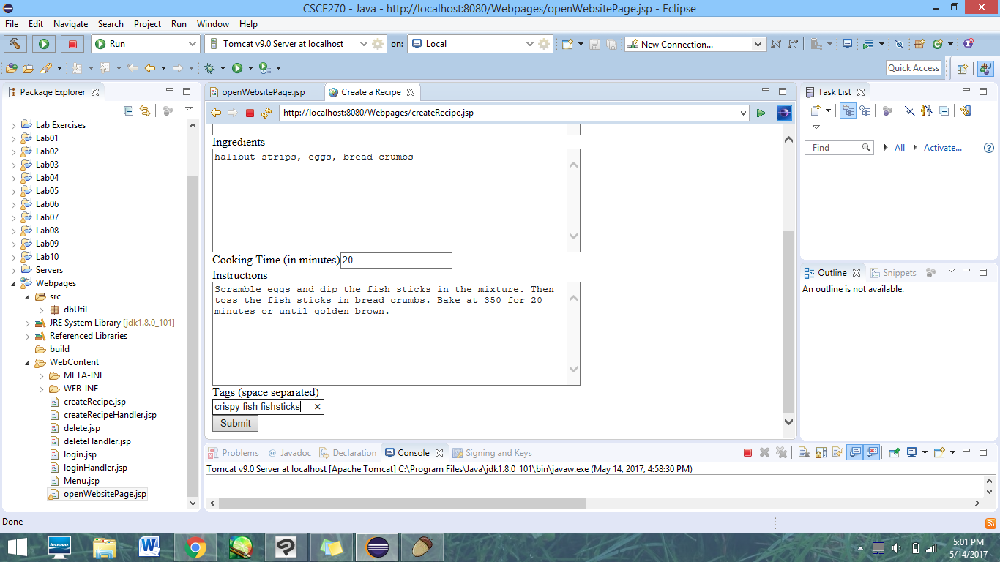 CSCE270 - Java - http://localhost:8080/Webpages/openWebsitePage.jsp - Eclipse
File Edit Navigate Search Project Run Window Help
Run Tomcat v9.0 Server at localhost on: Local New Connection...
Quick Access
Package Explorer
Lab Exercises
Lab01
Lab02
Lab03
Lab04
Lab05
Lab06
Lab07
Lab08
Lab09
Lab10
Servers
Webpages
src
dbUtil
JRE System Library [jdk1.8.0_101]
Referenced Libraries
build
WebContent
META-INF
WEB-INF
createRecipe.jsp
createRecipeHandler.jsp
delete.jsp
deleteHandler.jsp
login.jsp
loginHandler.jsp
Menu.jsp
openWebsitePage.jsp
openWebsitePage.jsp Create a Recipe
http://localhost:8080/Webpages/createRecipe.jsp
Ingredients
halibut strips, eggs, bread crumbs
Cooking Time (in minutes) 20
Instructions
Scramble eggs and dip the fish sticks in the mixture. Then
toss the fish sticks in bread crumbs. Bake at 350 for 20
minutes or until golden brown.
Tags (space separated)
crispy fish fishsticks
Submit
Task List
Find All Activate...
Outline Snippets
An outline is not available.
Problems @ Javadoc Declaration Console Signing and Keys
Tomcat v9.0 Server at localhost [Apache Tomcat] C:\Program Files\Java\jdk1.8.0_101\bin\javaw.exe (May 14, 2017, 4:58:30 PM)
Done
lenovo
5:01 PM
5/14/2017